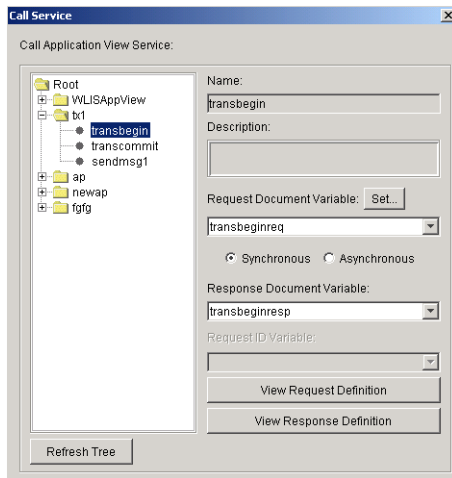 Call Service
Call Application View Service:
Root
WLISAppView
tx1
transbegin
transcommit
sendmsg1
ap
newap
fgfg
Refresh Tree
Name:
transbegin
Description:
Request Document Variable: Set...
transbeginreq
Synchronous Asynchronous
Response Document Variable:
transbeginresp
Request ID Variable:
View Request Definition
View Response Definition